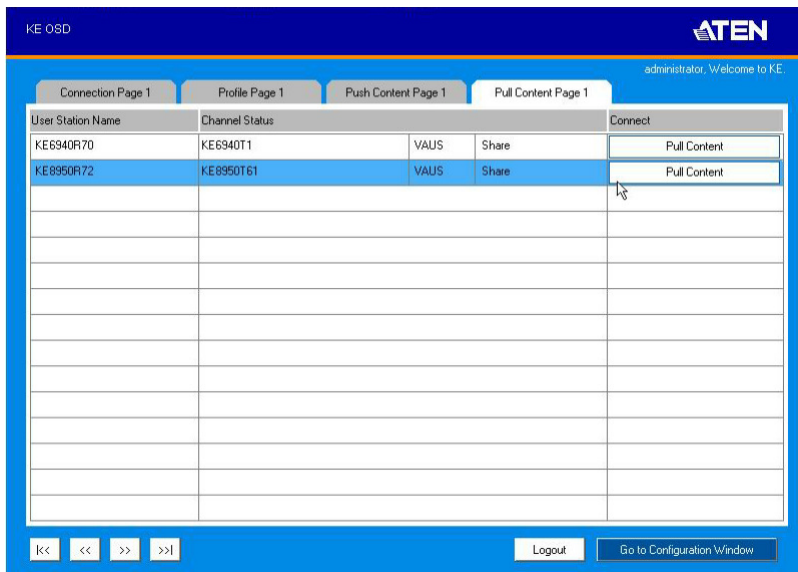 KE OSD
ATEN
administrator, Welcome to KE.
Connection Page 1 Profile Page 1 Push Content Page 1 Pull Content Page 1
User Station Name Channel Status Connect
KE6940R70 KE6940T1 VAUS Share Pull Content
KE8950R72 KE8950T61 VAUS Share Pull Content
|<< << >> >>| Logout Go to Configuration Window